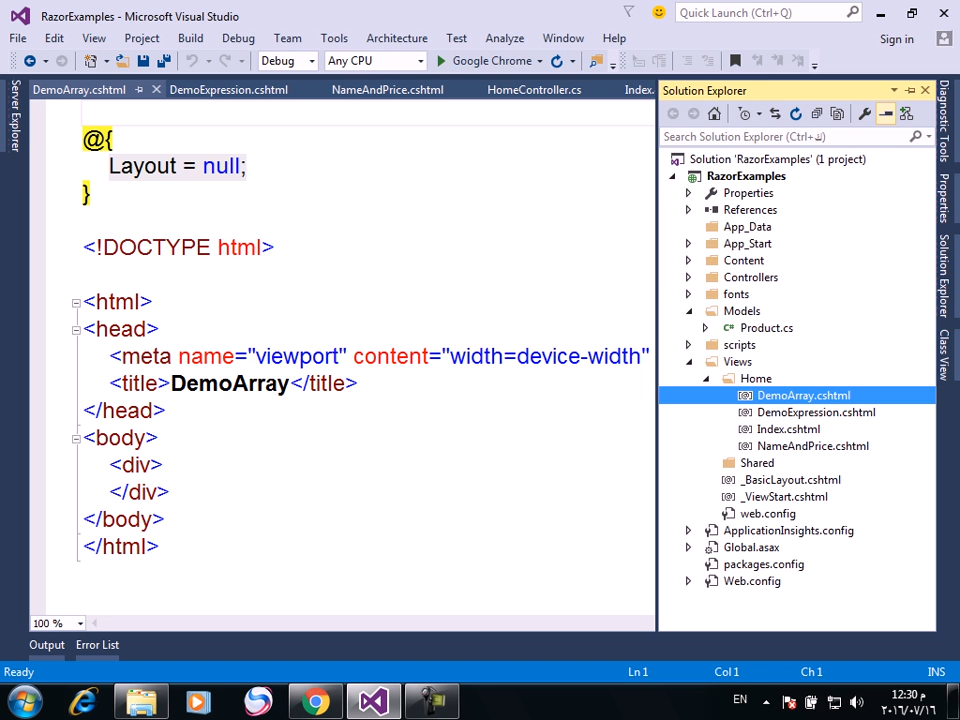 RazorExamples - Microsoft Visual Studio
Quick Launch (Ctrl+Q)
File Edit View Project Build Debug Team Tools Architecture Test Analyze Window Help
Sign in
Debug Any CPU Google Chrome
DemoArray.cshtml DemoExpression.cshtml NameAndPrice.cshtml HomeController.cs Index.
Server Explorer
@{
Layout = null;
}
<!DOCTYPE html>
<html>
<head>
<meta name="viewport" content="width=device-width"
<title>DemoArray</title>
</head>
<body>
<div>
</div>
</body>
</html>
100 %
Solution Explorer
Search Solution Explorer (Ctrl+ك)
Solution 'RazorExamples' (1 project)
RazorExamples
Properties
References
App_Data
App_Start
Content
Controllers
fonts
Models
C# Product.cs
scripts
Views
Home
[@] DemoArray.cshtml
[@] DemoExpression.cshtml
[@] Index.cshtml
[@] NameAndPrice.cshtml
Shared
[@] _BasicLayout.cshtml
[@] _ViewStart.cshtml
web.config
ApplicationInsights.config
Global.asax
packages.config
Web.config
Diagnostic Tools
Properties
Solution Explorer
Class View
Output Error List
Ready Ln 1 Col 1 Ch 1 INS
EN
12:30 م
٢٠١٦/٠٧/١٦